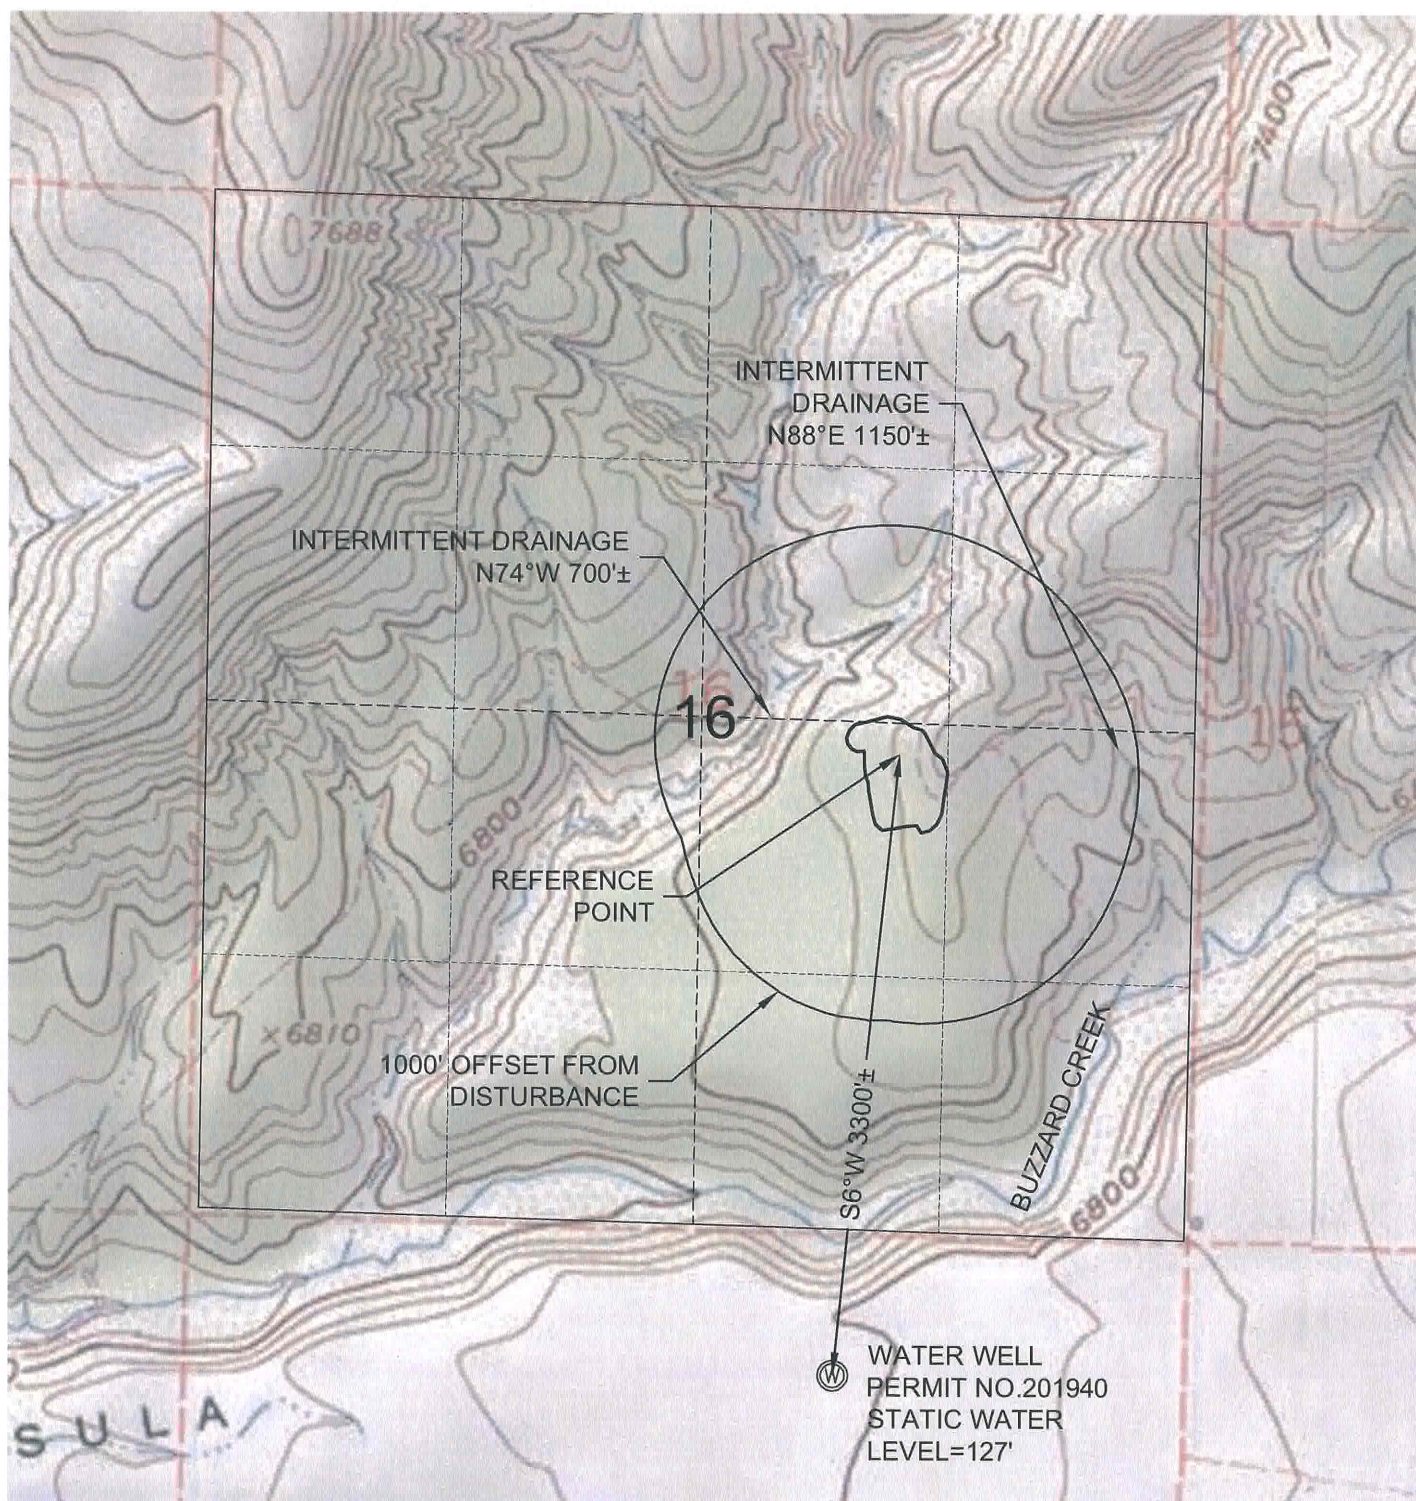 7400
7688
INTERMITTENT
DRAINAGE
N88°E 1150'±
INTERMITTENT DRAINAGE
N74°W 700'±
16
16
15
6800
REFERENCE
POINT
x6810
1000' OFFSET FROM
DISTURBANCE
S6°W 3300'±
BUZZARD CREEK
6800
WATER WELL
PERMIT NO.201940
STATIC WATER
LEVEL=127'
W
SULA